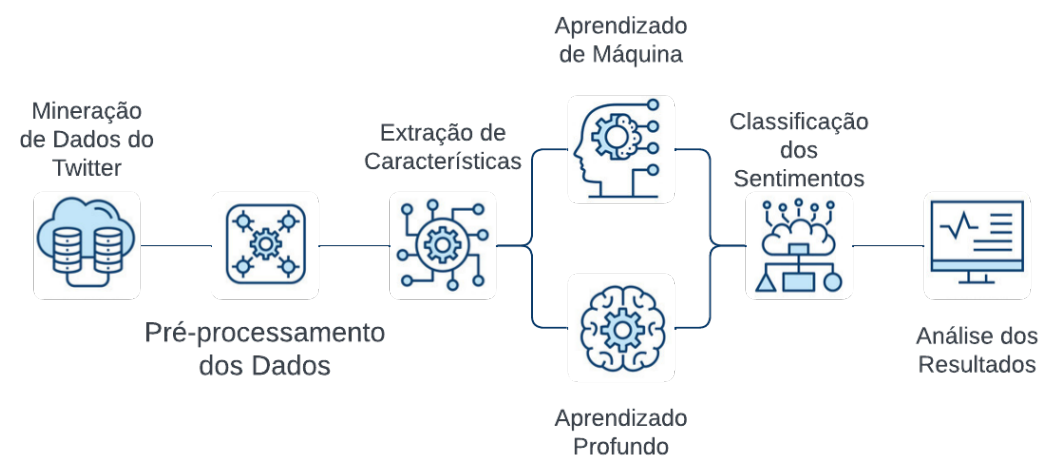 Mineração
de Dados do
Twitter
Pré-processamento
dos Dados
Extração de
Características
Aprendizado
de Máquina
Aprendizado
Profundo
Classificação
dos
Sentimentos
Análise dos
Resultados